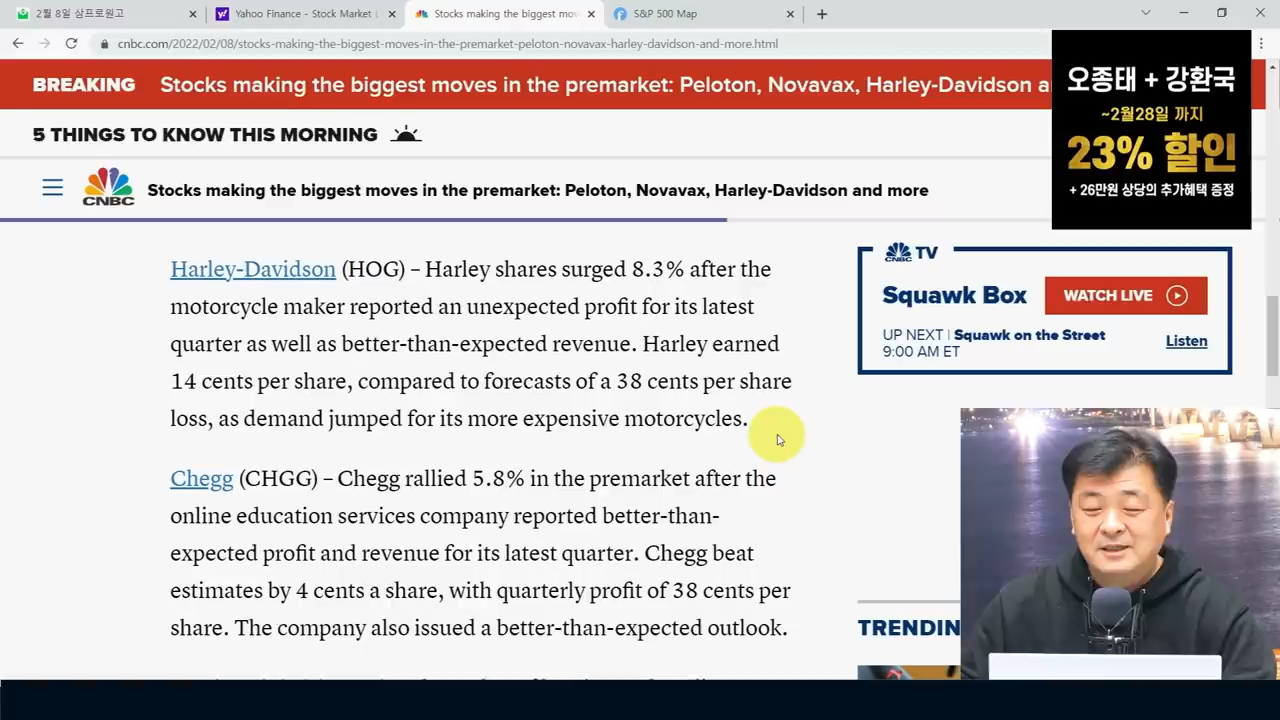 2월 8일 삼프로원고
Yahoo Finance - Stock Market L
Stocks making the biggest mov
S&P 500 Map
cnbc.com/2022/02/08/stocks-making-the-biggest-moves-in-the-premarket-peloton-novavax-harley-davidson-and-more.html
BREAKING
Stocks making the biggest moves in the premarket: Peloton, Novavax, Harley-Davidson an
5 THINGS TO KNOW THIS MORNING
CNBC
Stocks making the biggest moves in the premarket: Peloton, Novavax, Harley-Davidson and more
오종태 + 강환국
~2월28일 까지
23% 할인
+ 26만원 상당의 추가혜택 증정
Harley-Davidson (HOG) – Harley shares surged 8.3% after the
motorcycle maker reported an unexpected profit for its latest
quarter as well as better-than-expected revenue. Harley earned
14 cents per share, compared to forecasts of a 38 cents per share
loss, as demand jumped for its more expensive motorcycles.
Chegg (CHGG) – Chegg rallied 5.8% in the premarket after the
online education services company reported better-than-
expected profit and revenue for its latest quarter. Chegg beat
estimates by 4 cents a share, with quarterly profit of 38 cents per
share. The company also issued a better-than-expected outlook.
CNBC TV
Squawk Box
WATCH LIVE
UP NEXT | Squawk on the Street
9:00 AM ET
Listen
TRENDIN